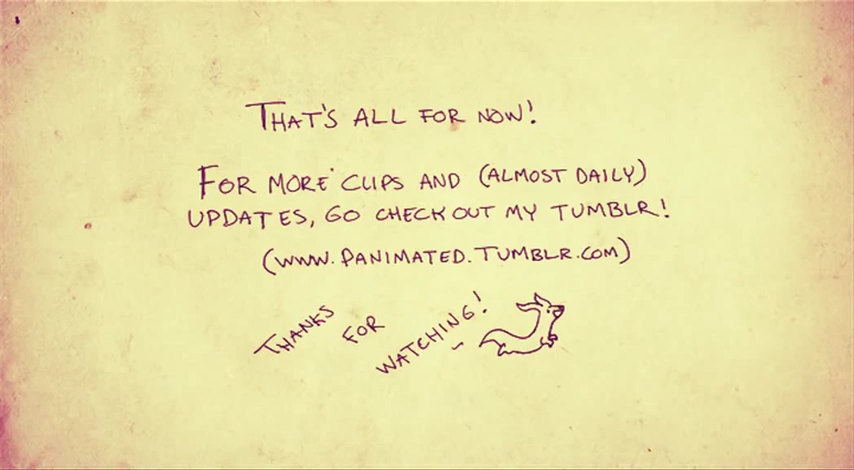 THAT'S ALL FOR NOW!
FOR MORE CLIPS AND (ALMOST DAILY)
UPDATES, GO CHECK OUT MY TUMBLR!
(WWW.PANIMATED.TUMBLR.COM)
THANKS FOR WATCHING!